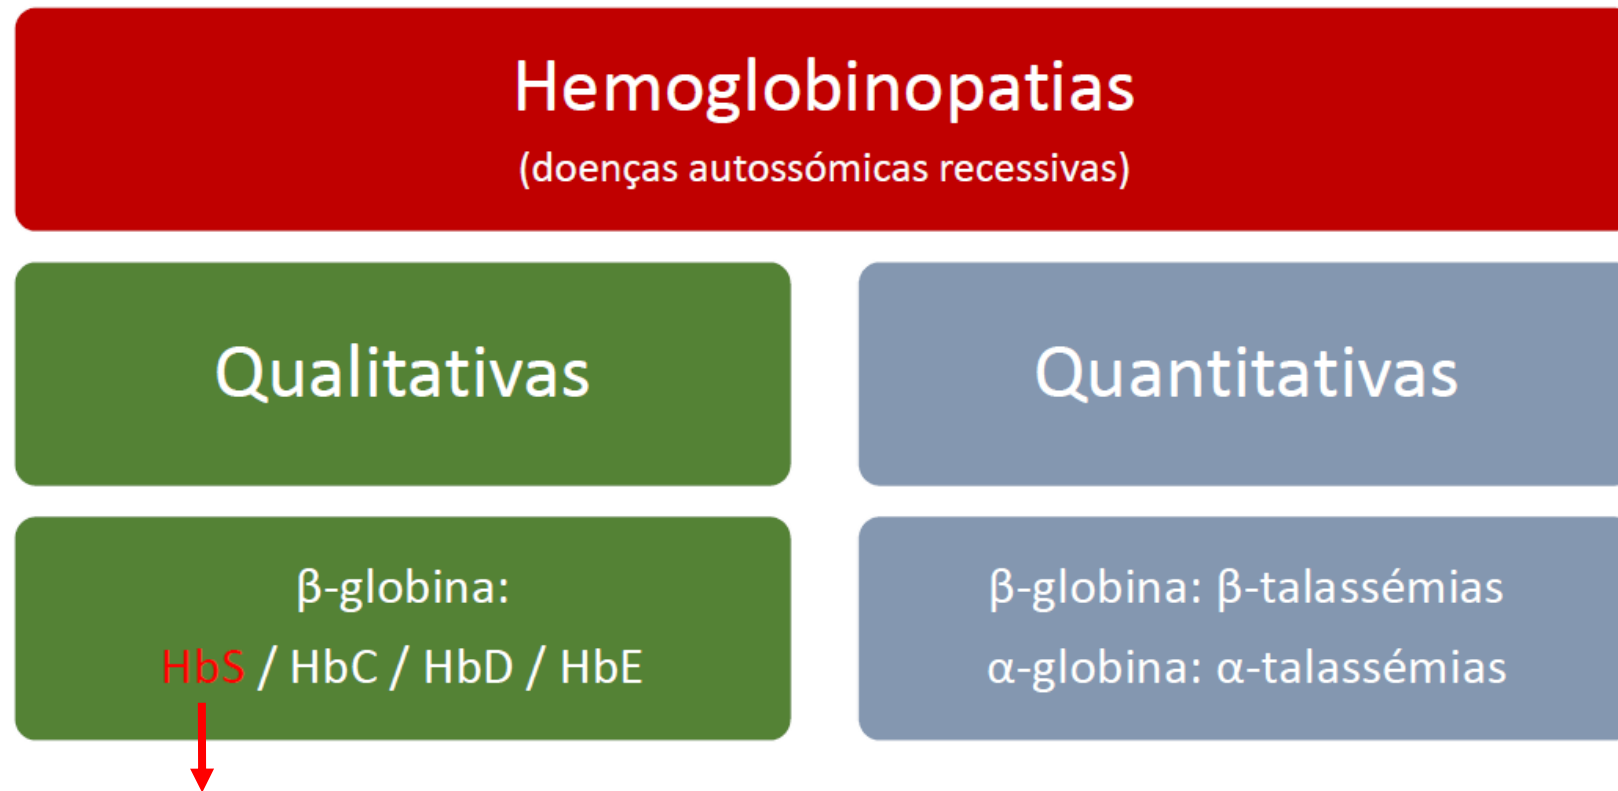 Hemoglobinopatias
(doenças autossómicas recessivas)
Qualitativas
Quantitativas
β-globina:
HbS / HbC / HbD / HbE
β-globina: β-talassémias
α-globina: α-talassémias